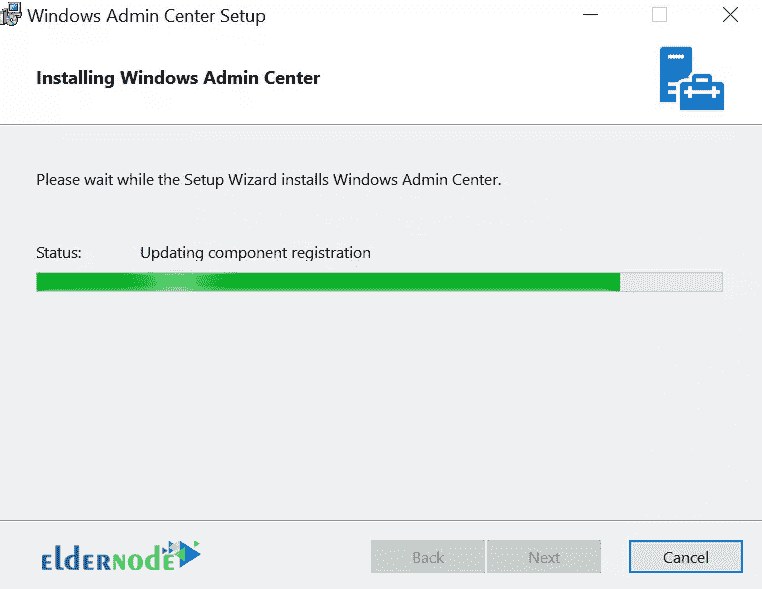 Windows Admin Center Setup
Installing Windows Admin Center
Please wait while the Setup Wizard installs Windows Admin Center.
Status: Updating component registration
eldernode
Back Next Cancel